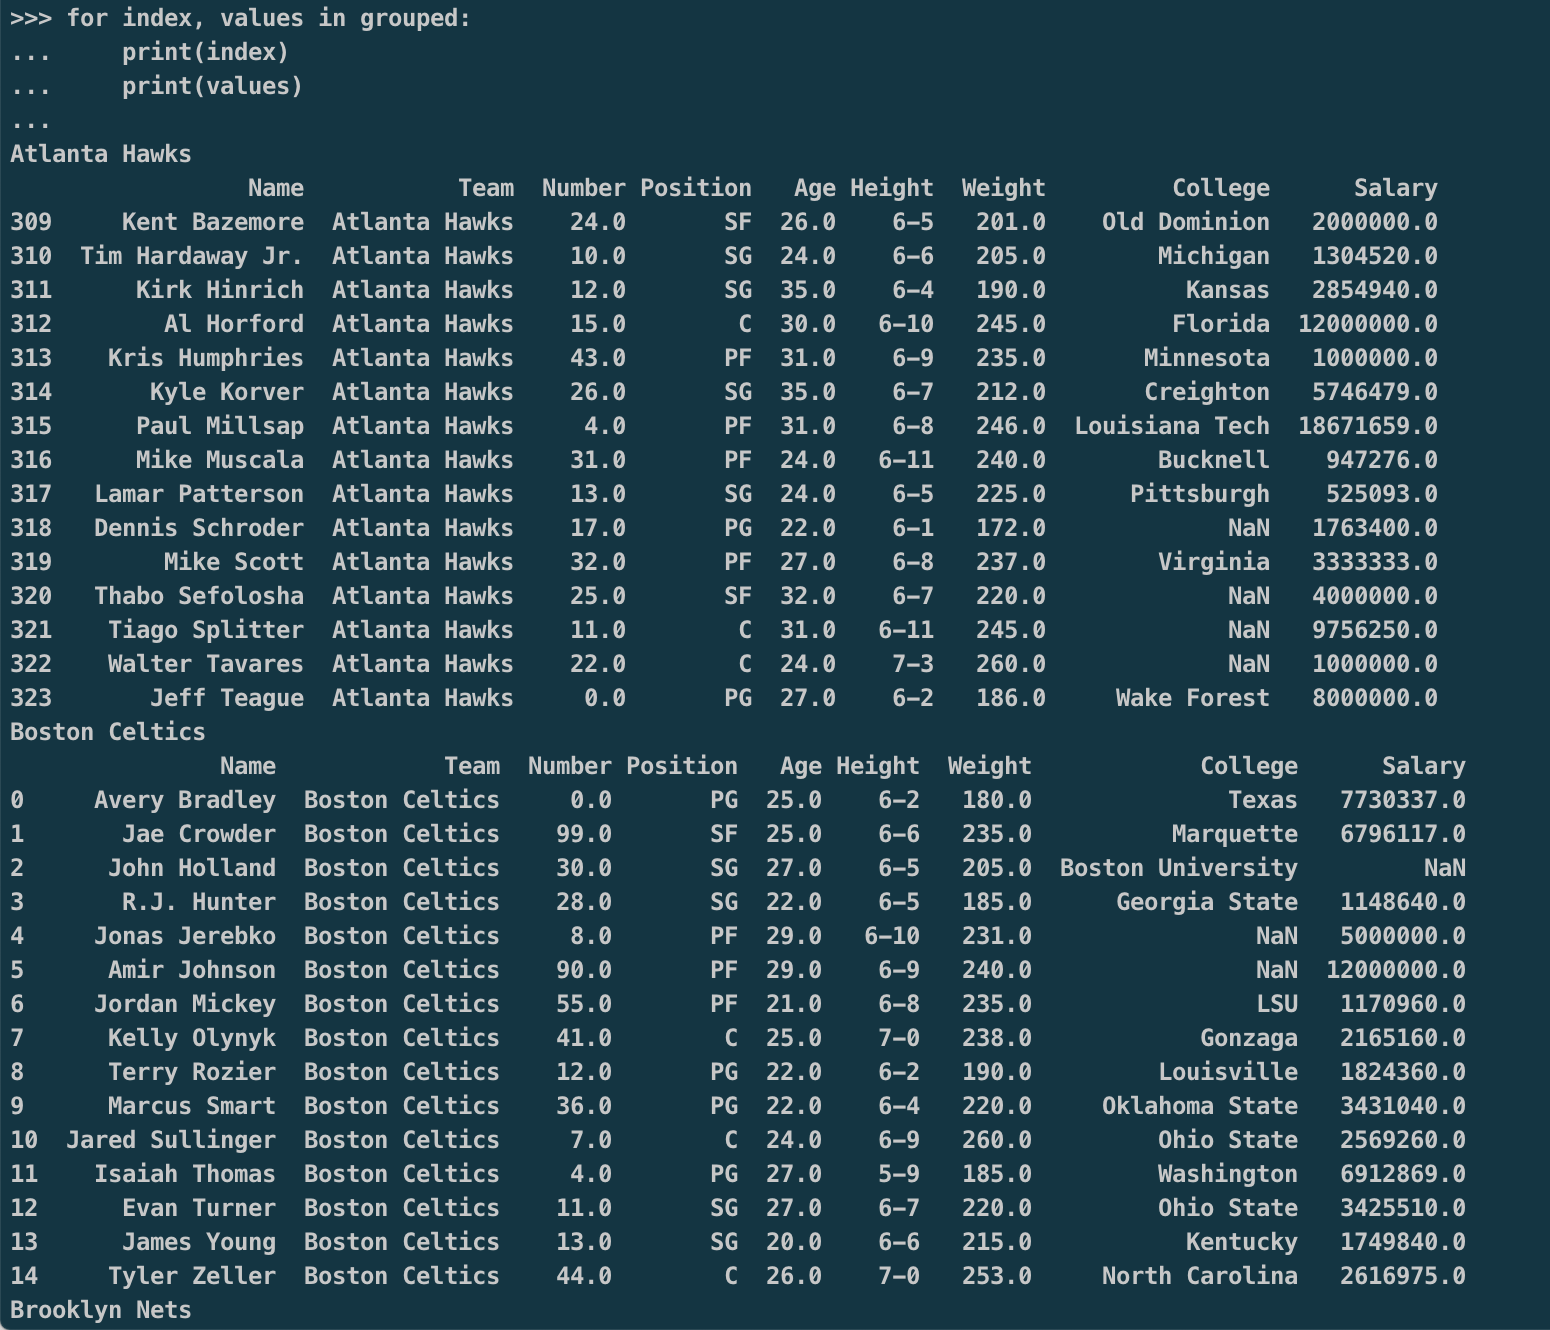 >>> for index, values in grouped:
...     print(index)
...     print(values)
...
Atlanta Hawks
                 Name           Team  Number Position   Age Height  Weight         College      Salary
309     Kent Bazemore  Atlanta Hawks    24.0       SF  26.0    6-5   201.0    Old Dominion   2000000.0
310  Tim Hardaway Jr.  Atlanta Hawks    10.0       SG  24.0    6-6   205.0        Michigan   1304520.0
311      Kirk Hinrich  Atlanta Hawks    12.0       SG  35.0    6-4   190.0          Kansas   2854940.0
312        Al Horford  Atlanta Hawks    15.0        C  30.0   6-10   245.0         Florida  12000000.0
313    Kris Humphries  Atlanta Hawks    43.0       PF  31.0    6-9   235.0       Minnesota   1000000.0
314       Kyle Korver  Atlanta Hawks    26.0       SG  35.0    6-7   212.0       Creighton   5746479.0
315      Paul Millsap  Atlanta Hawks     4.0       PF  31.0    6-8   246.0  Louisiana Tech  18671659.0
316      Mike Muscala  Atlanta Hawks    31.0       PF  24.0   6-11   240.0        Bucknell    947276.0
317   Lamar Patterson  Atlanta Hawks    13.0       SG  24.0    6-5   225.0      Pittsburgh    525093.0
318   Dennis Schroder  Atlanta Hawks    17.0       PG  22.0    6-1   172.0             NaN   1763400.0
319        Mike Scott  Atlanta Hawks    32.0       PF  27.0    6-8   237.0        Virginia   3333333.0
320   Thabo Sefolosha  Atlanta Hawks    25.0       SF  32.0    6-7   220.0             NaN   4000000.0
321    Tiago Splitter  Atlanta Hawks    11.0        C  31.0   6-11   245.0             NaN   9756250.0
322    Walter Tavares  Atlanta Hawks    22.0        C  24.0    7-3   260.0             NaN   1000000.0
323       Jeff Teague  Atlanta Hawks     0.0       PG  27.0    6-2   186.0     Wake Forest   8000000.0
Boston Celtics
               Name            Team  Number Position   Age Height  Weight            College      Salary
0     Avery Bradley  Boston Celtics     0.0       PG  25.0    6-2   180.0              Texas   7730337.0
1       Jae Crowder  Boston Celtics    99.0       SF  25.0    6-6   235.0          Marquette   6796117.0
2      John Holland  Boston Celtics    30.0       SG  27.0    6-5   205.0  Boston University         NaN
3       R.J. Hunter  Boston Celtics    28.0       SG  22.0    6-5   185.0      Georgia State   1148640.0
4     Jonas Jerebko  Boston Celtics     8.0       PF  29.0   6-10   231.0                NaN   5000000.0
5      Amir Johnson  Boston Celtics    90.0       PF  29.0    6-9   240.0                NaN  12000000.0
6     Jordan Mickey  Boston Celtics    55.0       PF  21.0    6-8   235.0                LSU   1170960.0
7      Kelly Olynyk  Boston Celtics    41.0        C  25.0    7-0   238.0            Gonzaga   2165160.0
8      Terry Rozier  Boston Celtics    12.0       PG  22.0    6-2   190.0         Louisville   1824360.0
9      Marcus Smart  Boston Celtics    36.0       PG  22.0    6-4   220.0     Oklahoma State   3431040.0
10  Jared Sullinger  Boston Celtics     7.0        C  24.0    6-9   260.0         Ohio State   2569260.0
11    Isaiah Thomas  Boston Celtics     4.0       PG  27.0    5-9   185.0         Washington   6912869.0
12      Evan Turner  Boston Celtics    11.0       SG  27.0    6-7   220.0         Ohio State   3425510.0
13      James Young  Boston Celtics    13.0       SG  20.0    6-6   215.0           Kentucky   1749840.0
14     Tyler Zeller  Boston Celtics    44.0        C  26.0    7-0   253.0     North Carolina   2616975.0
Brooklyn Nets